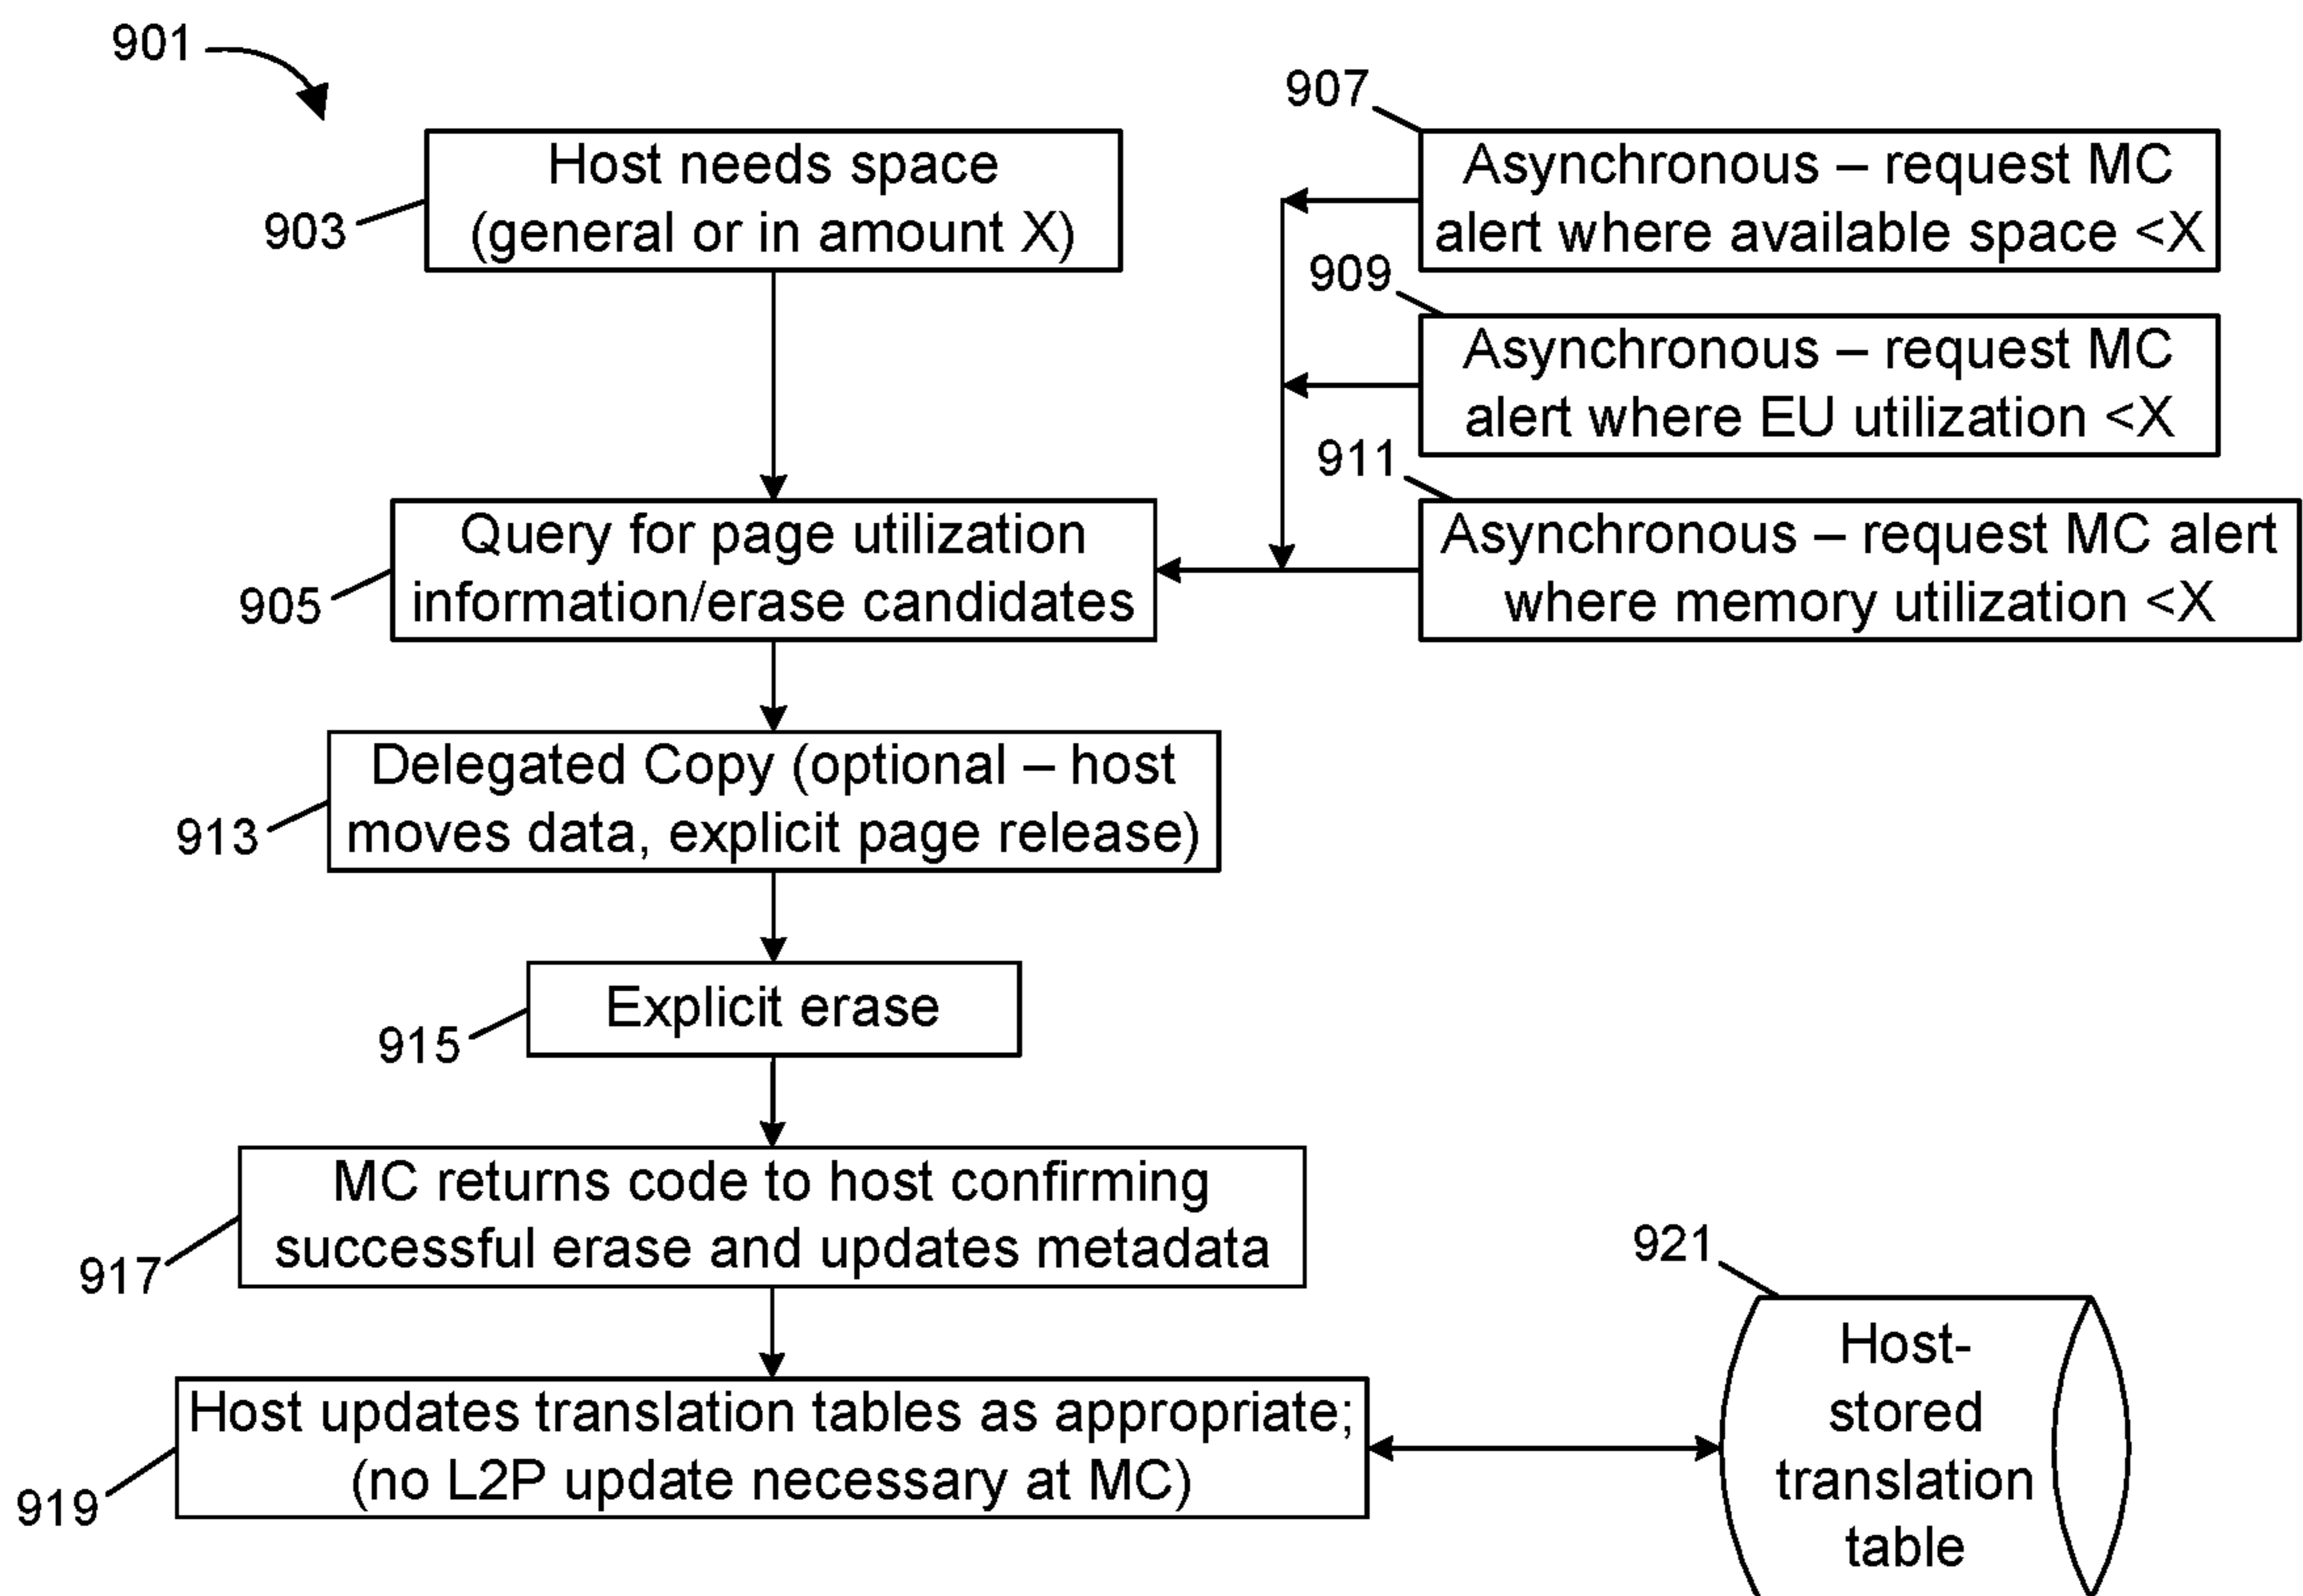 901
907
Host needs space
(general or in amount X)
903
Asynchronous – request MC
alert where available space <X
909
Asynchronous – request MC
alert where EU utilization <X
911
Query for page utilization
information/erase candidates
905
Asynchronous – request MC alert
where memory utilization <X
Delegated Copy (optional – host
moves data, explicit page release)
913
Explicit erase
915
MC returns code to host confirming
successful erase and updates metadata
917
921
Host updates translation tables as appropriate;
(no L2P update necessary at MC)
919
Host-
stored
translation
table